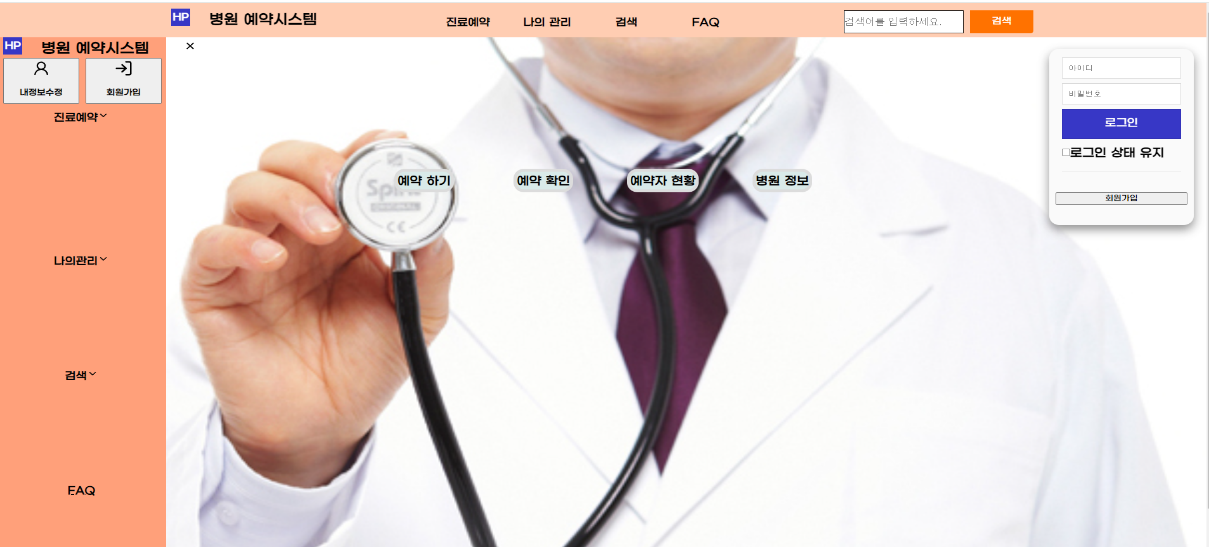 HP 병원 예약시스템 진료예약 나의 관리 검색 FAQ 검색어를 입력하세요. 검색
HP 병원 예약시스템
내정보수정 회원가입
진료예약
나의관리
검색
FAQ
예약 하기 예약 확인 예약자 현황 병원 정보
CE
아이디
비밀번호
로그인
로그인 상태 유지
회원가입